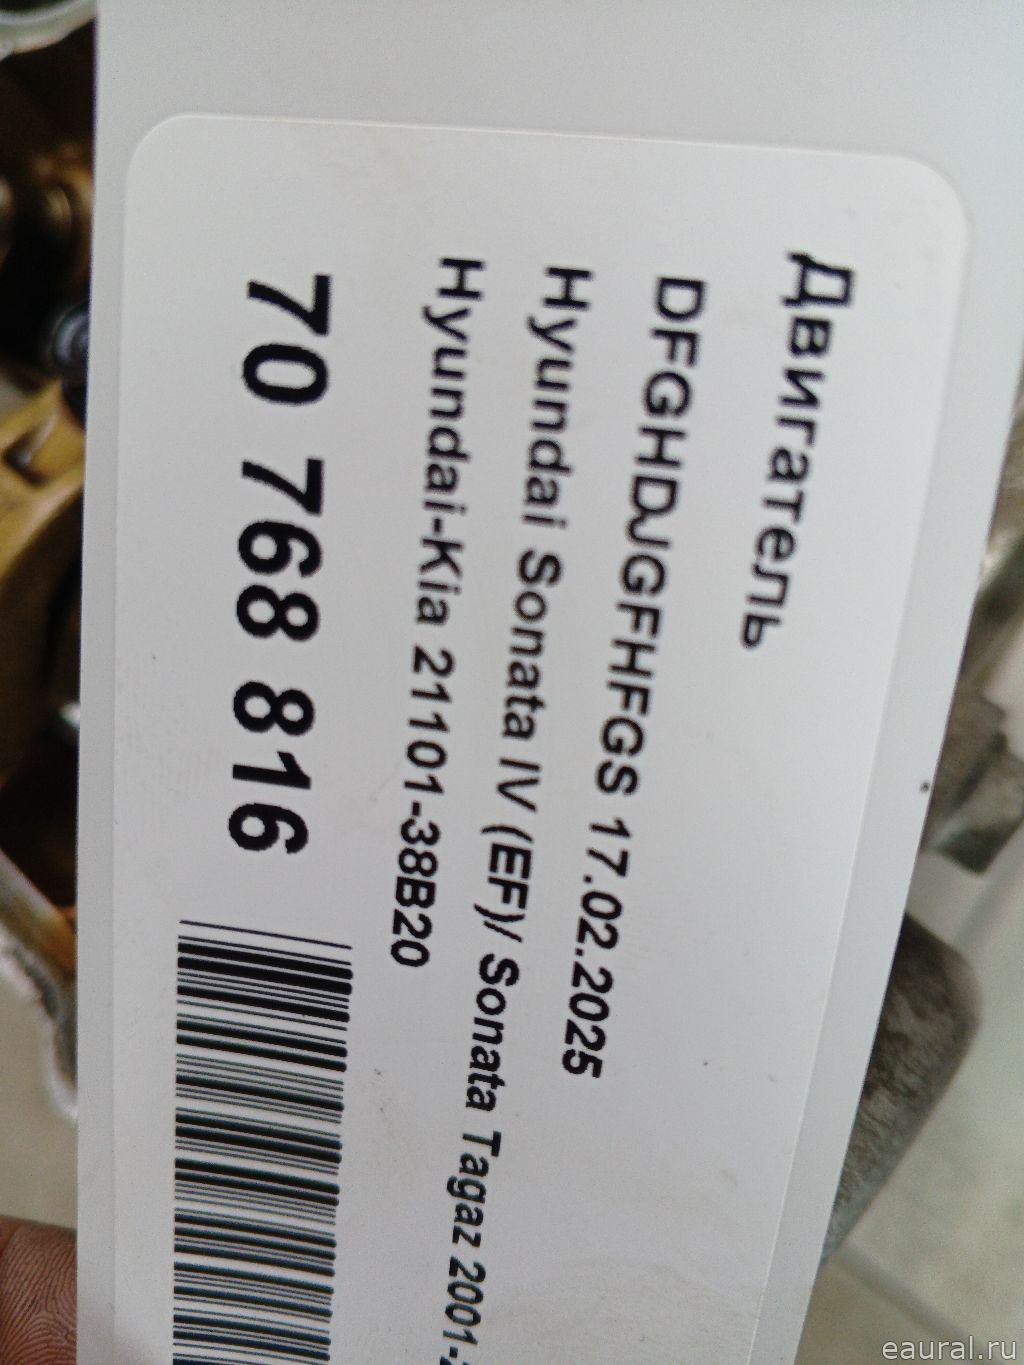 Двигатель
DFGHDJGFHFGS 17.02.2025
Hyundai Sonata IV (EF)/ Sonata Tagaz 2001-
Hyundai-Kia 21101-38B20
70 768 816
eaural.ru